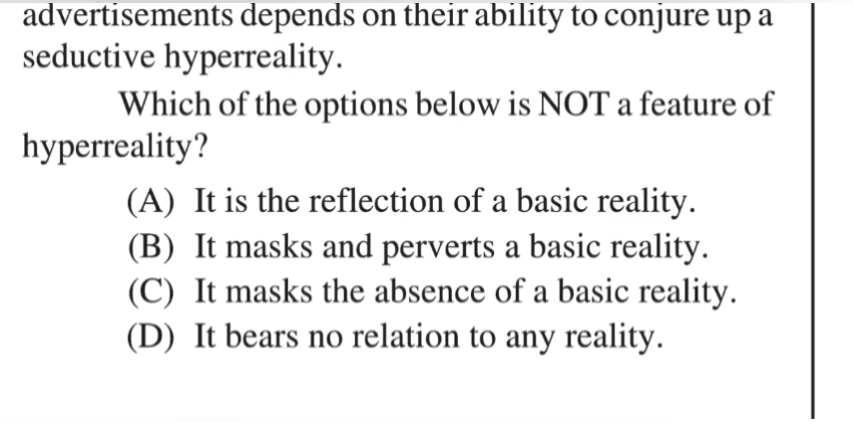 advertisements depends on their ability to conjure up a
seductive hyperreality.
Which of the options below is NOT a feature of
hyperreality?
(A) It is the reflection of a basic reality.
(B) It masks and perverts a basic reality.
(C) It masks the absence of a basic reality.
(D) It bears no relation to any reality.